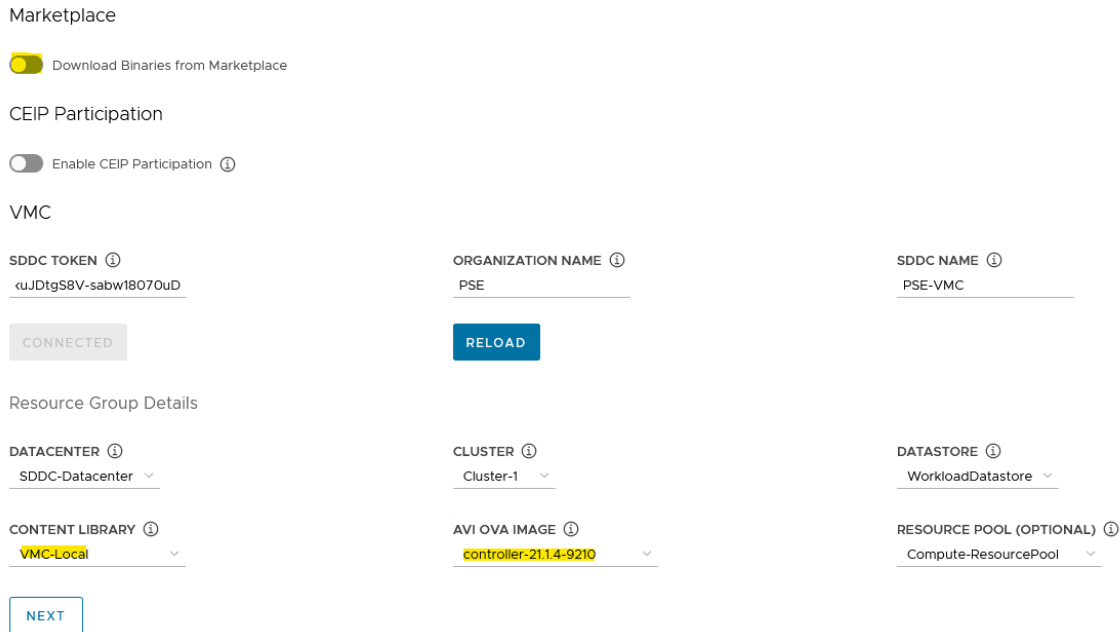 Marketplace
Download Binaries from Marketplace
CEIP Participation
Enable CEIP Participation
VMC
SDDC TOKEN ORGANIZATION NAME SDDC NAME
‹uJDtgS8V-sabw18070uD PSE PSE-VMC
CONNECTED RELOAD
Resource Group Details
DATACENTER CLUSTER DATASTORE
SDDC-Datacenter Cluster-1 WorkloadDatastore
CONTENT LIBRARY AVI OVA IMAGE RESOURCE POOL (OPTIONAL)
VMC-Local controller-21.1.4-9210 Compute-ResourcePool
NEXT